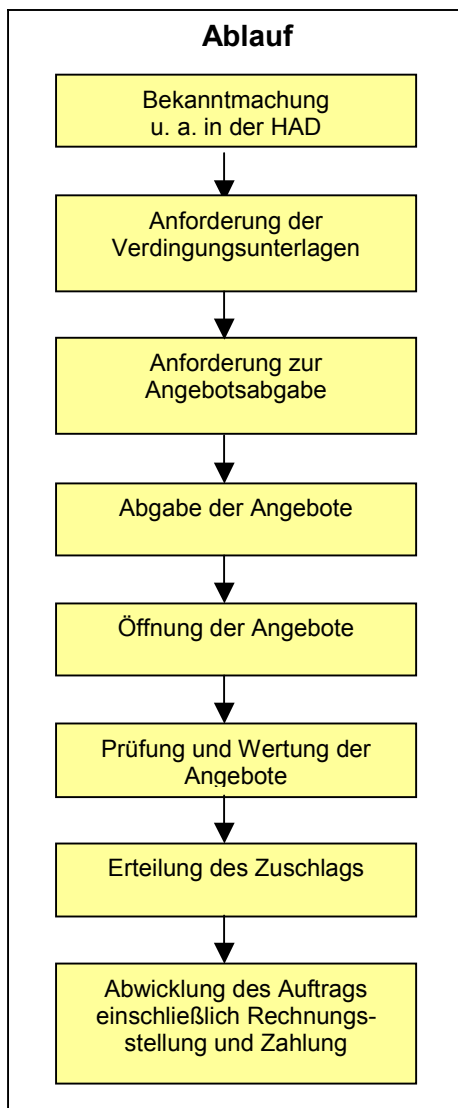 Ablauf
Bekanntmachung
u. a. in der HAD
Anforderung der
Verdingungsunterlagen
Anforderung zur
Angebotsabgabe
Abgabe der Angebote
Öffnung der Angebote
Prüfung und Wertung der
Angebote
Erteilung des Zuschlags
Abwicklung des Auftrags
einschließlich Rechnungs-
stellung und Zahlung